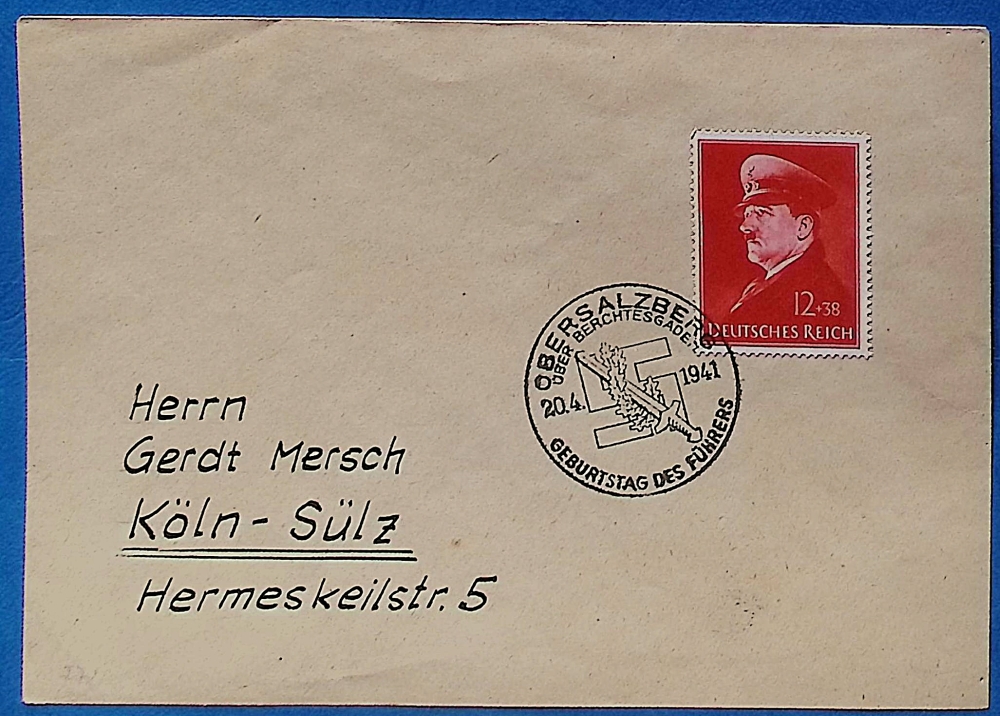 12+38
DEUTSCHES REICH
OBERSALZBERG
ÜBER BERCHTESGADEN
20.4. 1941
GEBURTSTAG DES FÜHRERS
Herrn
Gerdt Mersch
Köln - Sülz
Hermeskeilstr. 5